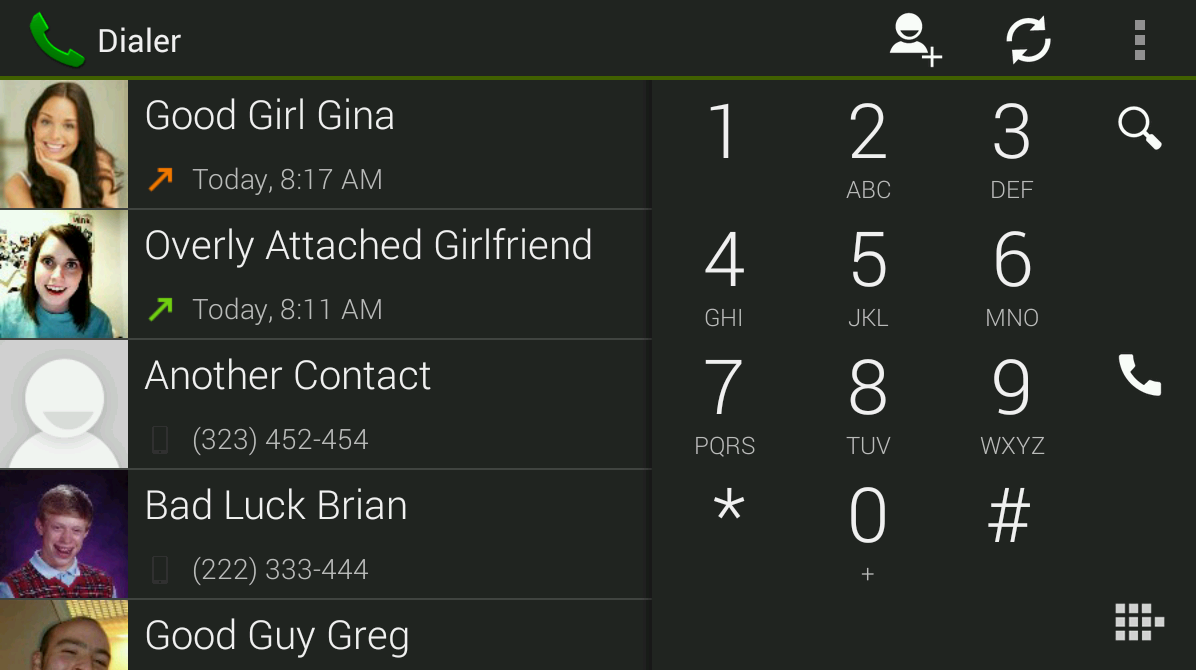 Dialer
Good Girl Gina
Today, 8:17 AM
Overly Attached Girlfriend
Today, 8:11 AM
Another Contact
(323) 452-454
Bad Luck Brian
(222) 333-444
Good Guy Greg
1 2 3
ABC DEF
4 5 6
GHI JKL MNO
7 8 9
PQRS TUV WXYZ
* 0 #
+